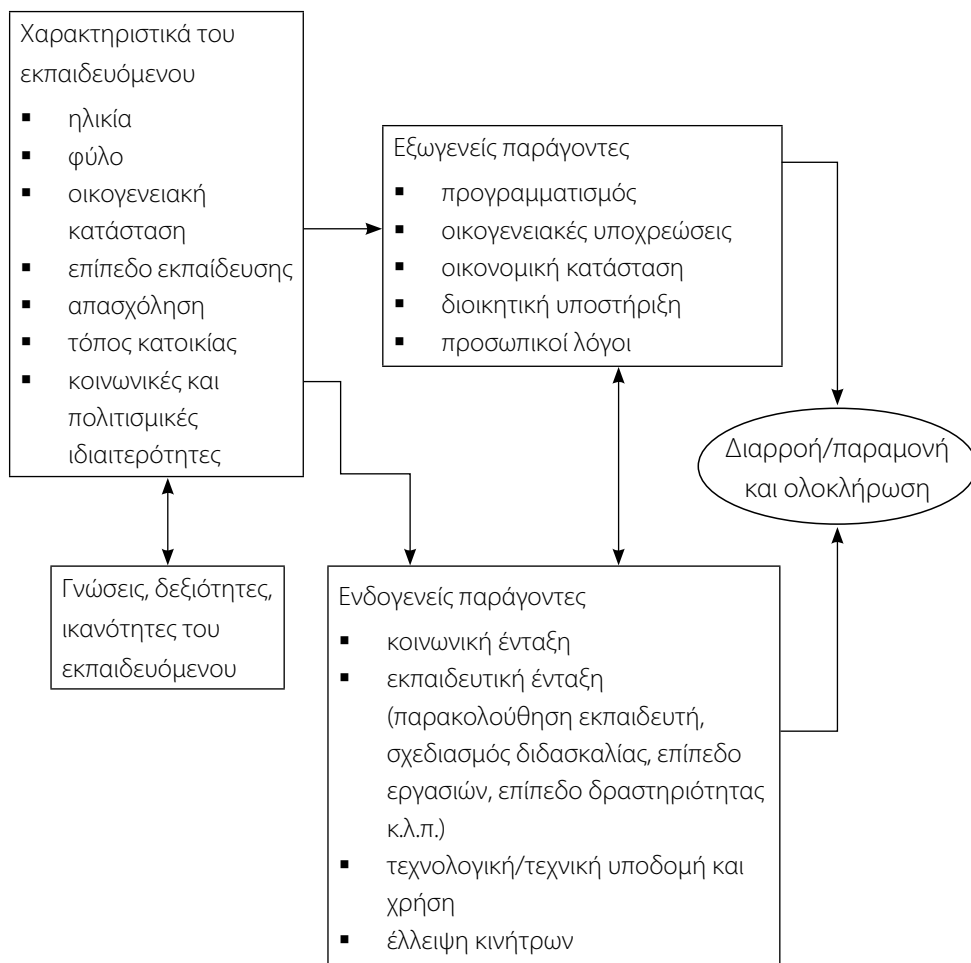 Χαρακτηριστικά του
εκπαιδευόμενου
▪ ηλικία
▪ φύλο
▪ οικογενειακή
κατάσταση
▪ επίπεδο εκπαίδευσης
▪ απασχόληση
▪ τόπος κατοικίας
▪ κοινωνικές και
πολιτισμικές
ιδιαιτερότητες
Εξωγενείς παράγοντες
▪ προγραμματισμός
▪ οικογενειακές υποχρεώσεις
▪ οικονομική κατάσταση
▪ διοικητική υποστήριξη
▪ προσωπικοί λόγοι
Διαρροή/παραμονή
και ολοκλήρωση
Γνώσεις, δεξιότητες,
ικανότητες του
εκπαιδευόμενου
Ενδογενείς παράγοντες
▪ κοινωνική ένταξη
▪ εκπαιδευτική ένταξη
(παρακολούθηση εκπαιδευτή,
σχεδιασμός διδασκαλίας, επίπεδο
εργασιών, επίπεδο δραστηριότητας
κ.λ.π.)
▪ τεχνολογική/τεχνική υποδομή και
χρήση
▪ έλλειψη κινήτρων